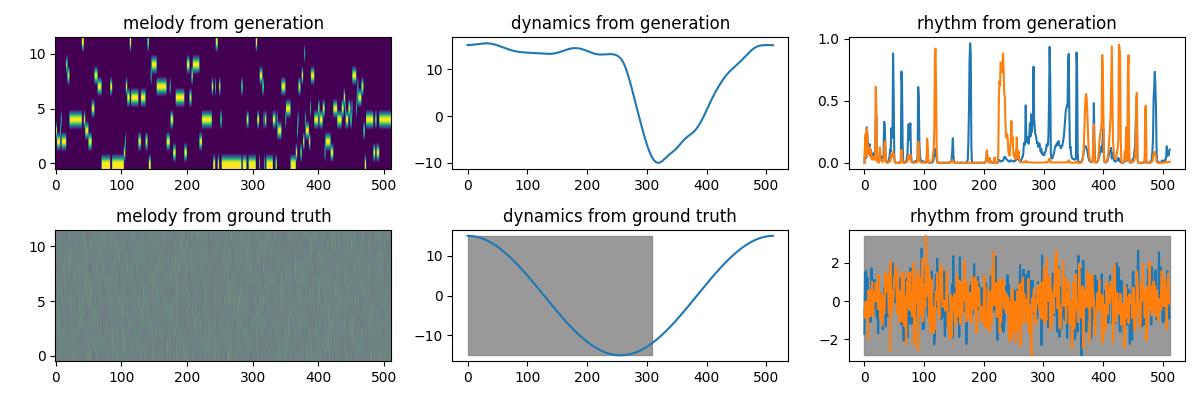 melody from generation
dynamics from generation
rhythm from generation
10
5
0
0 100 200 300 400 500
10
0
−10
0 100 200 300 400 500
1.0
0.5
0.0
0 100 200 300 400 500
melody from ground truth
dynamics from ground truth
rhythm from ground truth
10
5
0
0 100 200 300 400 500
10
0
−10
0 100 200 300 400 500
2
0
−2
0 100 200 300 400 500